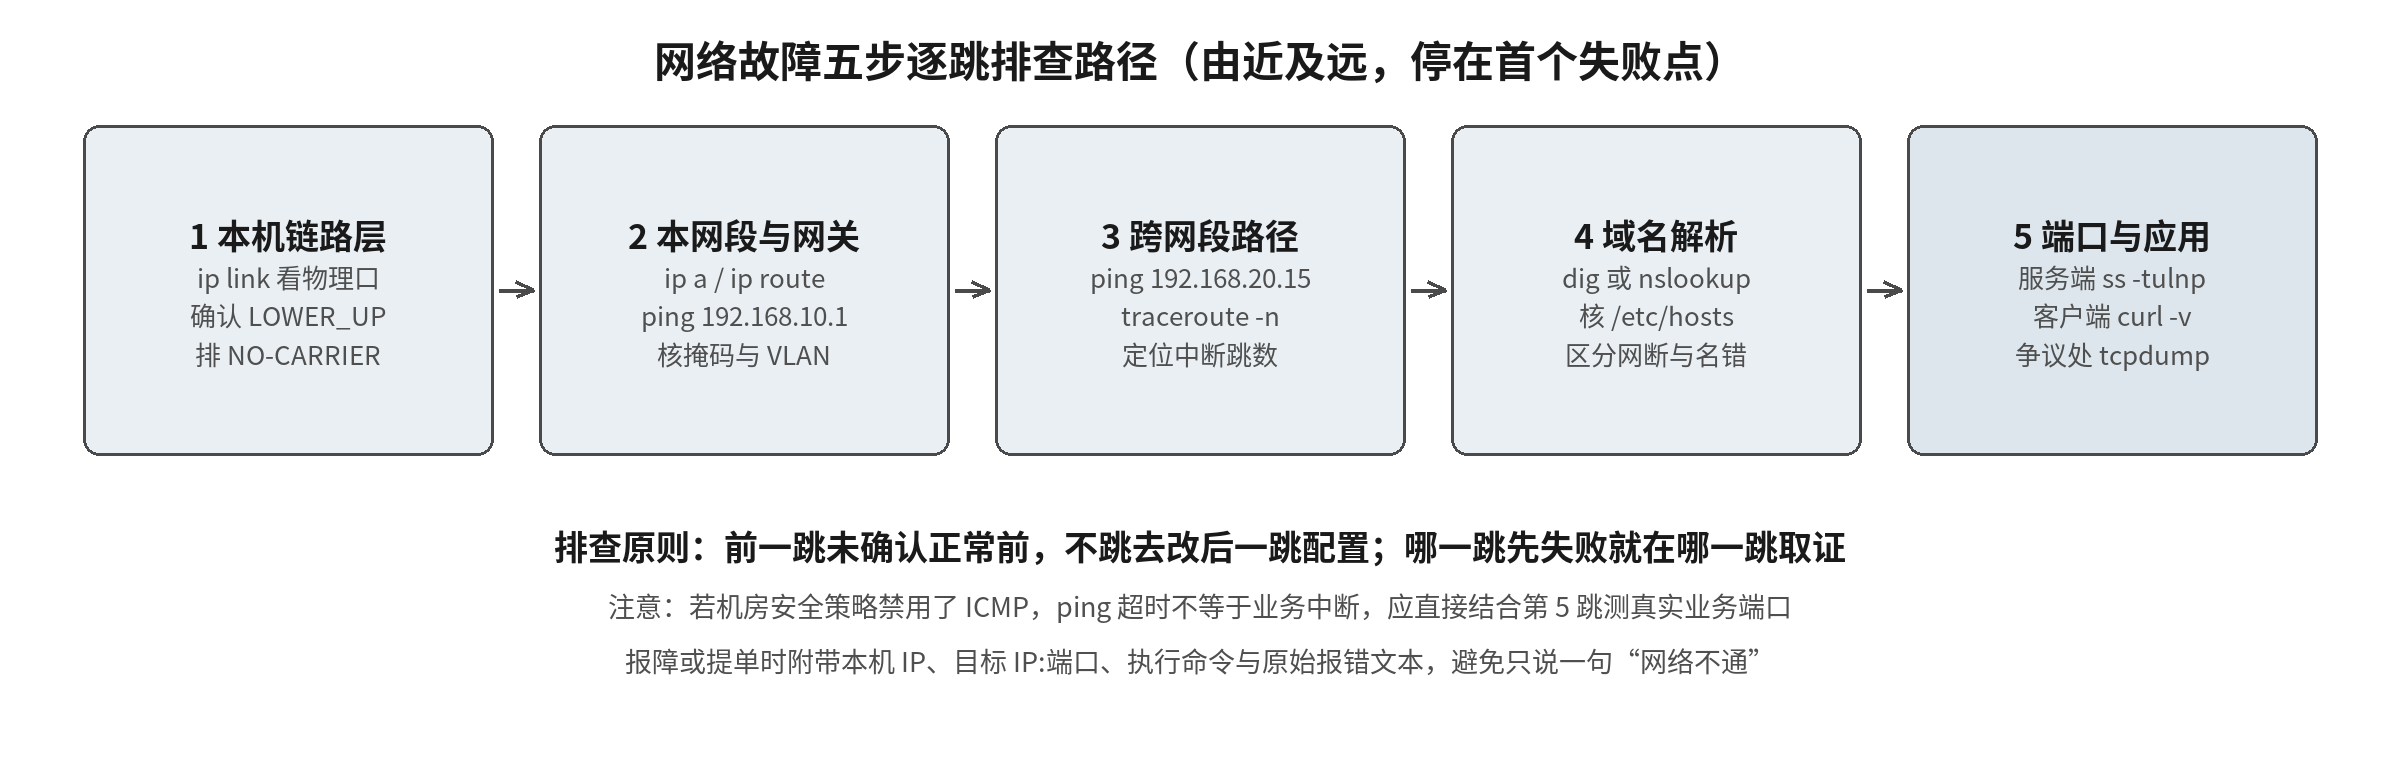 网络故障五步逐跳排查路径（由近及远，停在首个失败点）
1 本机链路层
ip link 看物理口
确认 LOWER_UP
排 NO-CARRIER
2 本网段与网关
ip a / ip route
ping 192.168.10.1
核掩码与 VLAN
3 跨网段路径
ping 192.168.20.15
traceroute -n
定位中断跳数
4 域名解析
dig 或 nslookup
核 /etc/hosts
区分网断与名错
5 端口与应用
服务端 ss -tulnp
客户端 curl -v
争议处 tcpdump
排查原则：前一跳未确认正常前，不跳去改后一跳配置；哪一跳先失败就在哪一跳取证
注意：若机房安全策略禁用了 ICMP，ping 超时不等于业务中断，应直接结合第 5 跳测真实业务端口
报障或提单时附带本机 IP、目标 IP:端口、执行命令与原始报错文本，避免只说一句“网络不通”